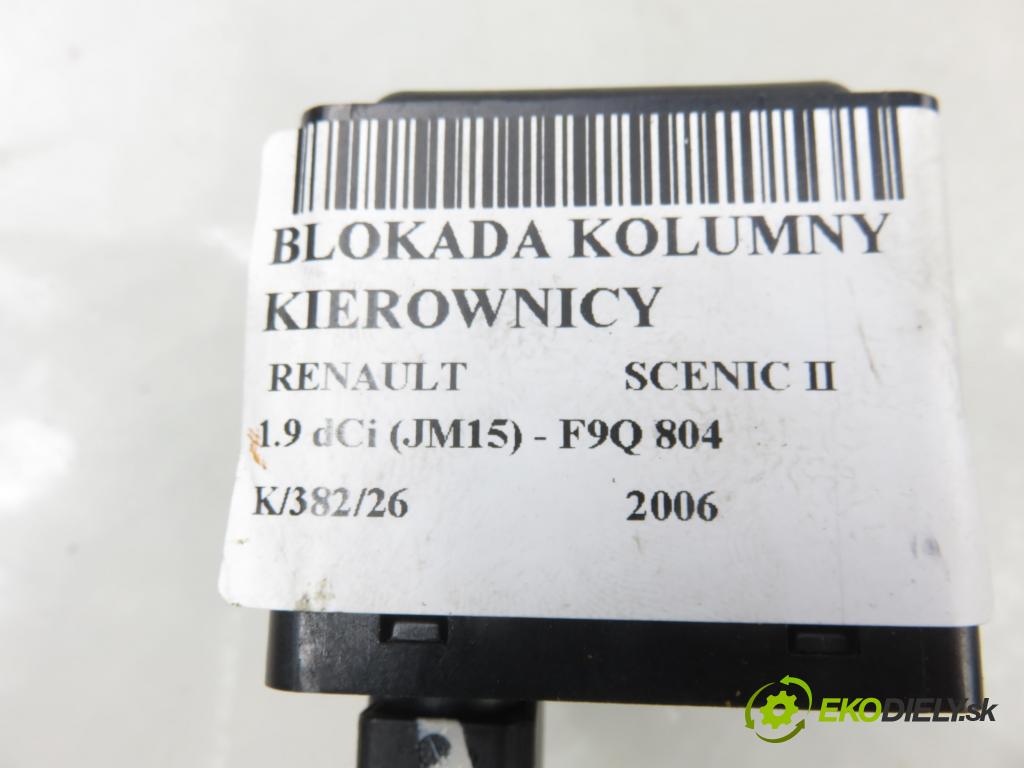 BLOKADA KOLUMNY
KIEROWNICY
RENAULT SCENIC II
1.9 dCi (JM15) - F9Q 804
K/382/26 2006
EKODIELY.sk